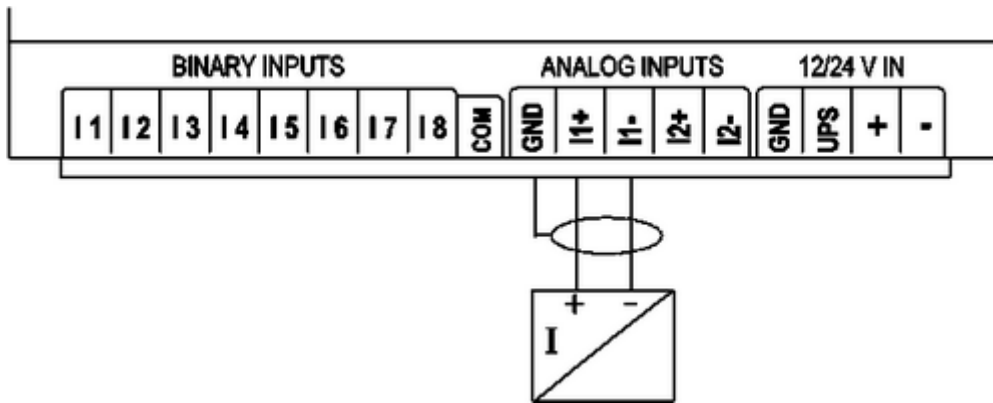 BINARY INPUTS ANALOG INPUTS 12/24 V IN
I1 I2 I3 I4 I5 I6 I7 I8 COM GND I1+ I1- I2+ I2- GND UPS + -
+ -
I